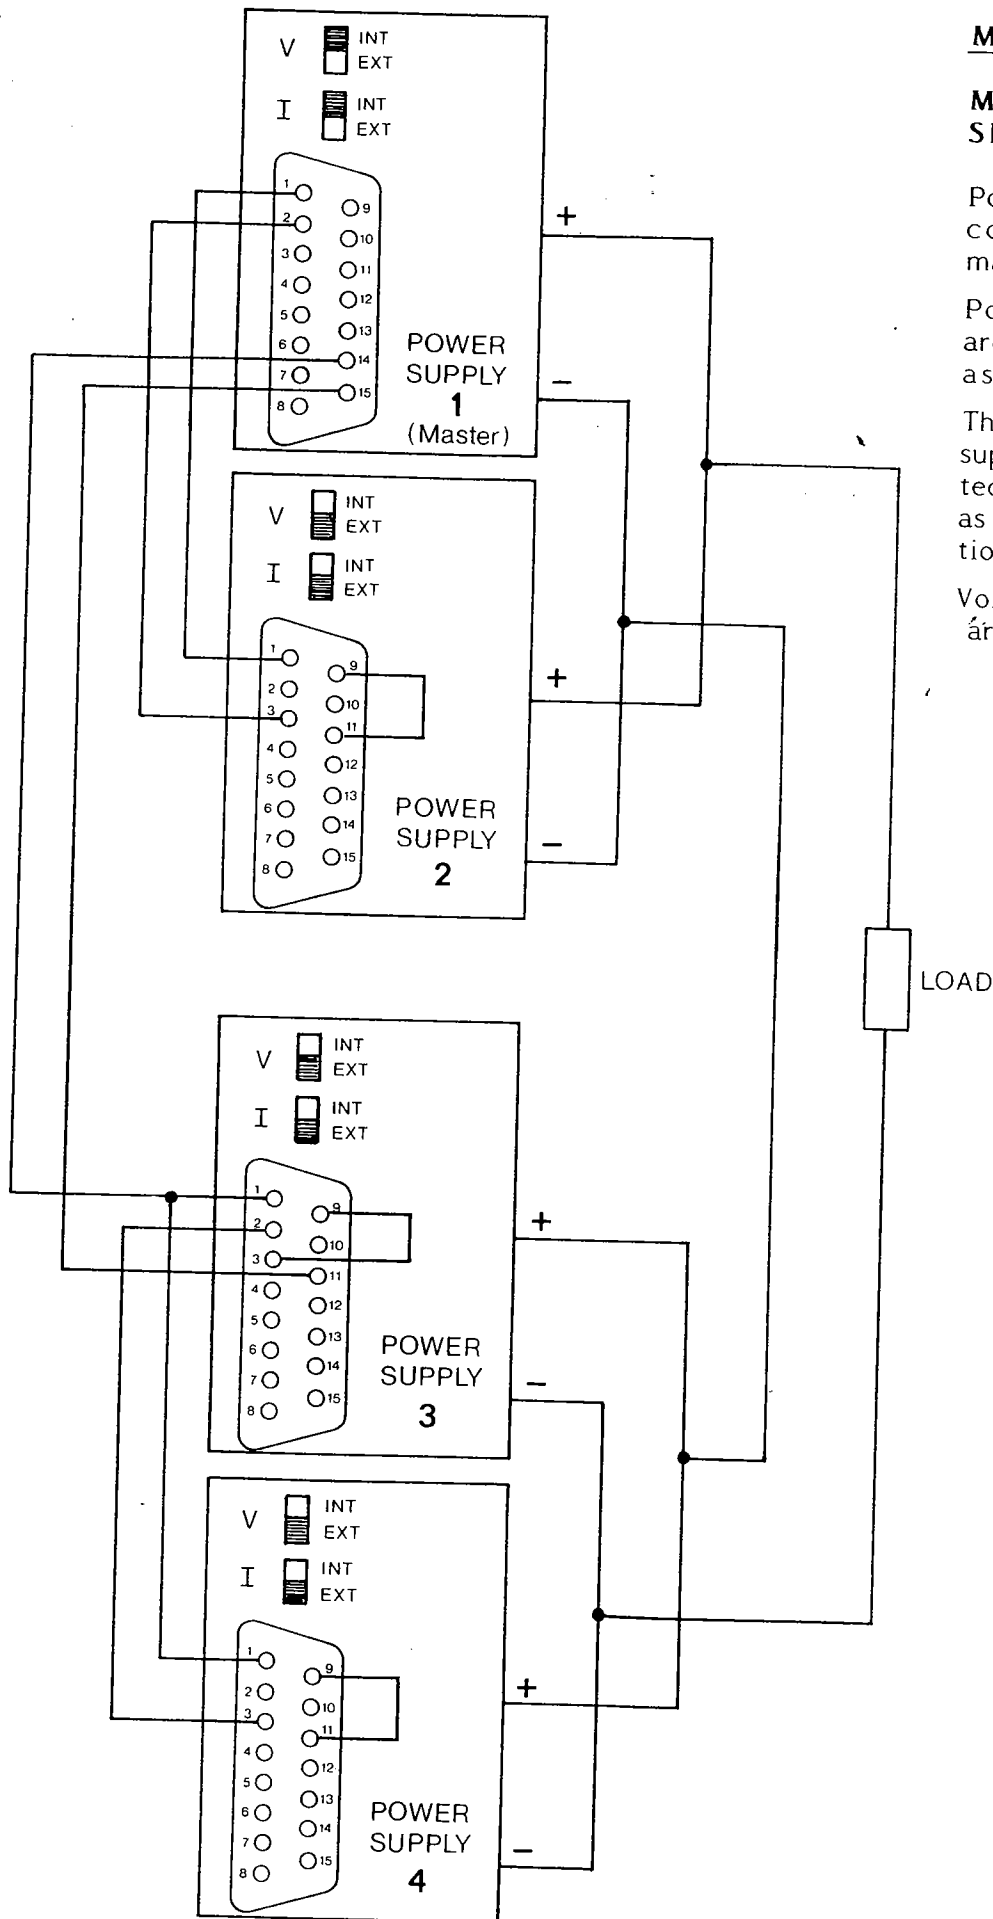 V
INT
EXT
I
INT
EXT
1
2
3
4
5
6
7
8
9
10
11
12
13
14
15
POWER
SUPPLY
1
(Master)
+
−
V
INT
EXT
I
INT
EXT
1
2
3
4
5
6
7
8
9
10
11
12
13
14
15
POWER
SUPPLY
2
+
−
LOAD
V
INT
EXT
I
INT
EXT
1
2
3
4
5
6
7
8
9
10
11
12
13
14
15
POWER
SUPPLY
3
+
−
V
INT
EXT
I
INT
EXT
1
2
3
4
5
6
7
8
9
10
11
12
13
14
15
POWER
SUPPLY
4
+
−
M
M
Po
co
ma
Po
are
as
Th
sup
tec
as
tio
Vo
ar